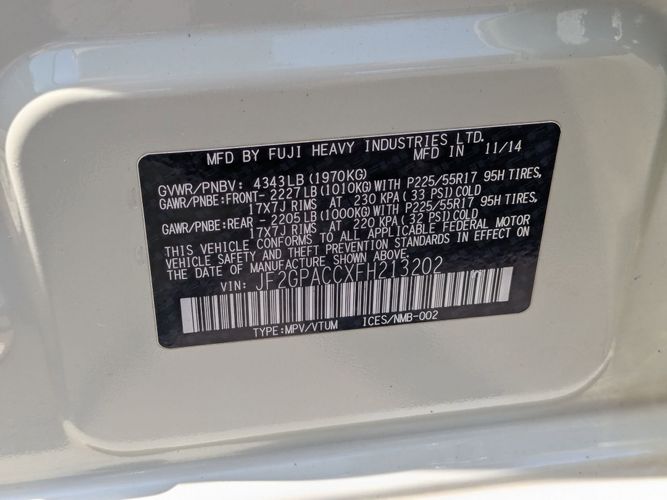 MFD BY FUJI HEAVY INDUSTRIES LTD.
MFD IN 11/14
GVWR/PNBV: 4343LB(1970KG)
GAWR/PNBE:FRONT- 2227LB(1010KG)WITH P225/55R17 95H TIRES,
17X7J RIMS AT 230 KPA( 33 PSI)COLD
GAWR/PNBE:REAR - 2205LB(1000KG)WITH P225/55R17 95H TIRES,
17X7J RIMS AT 220 KPA( 32 PSI)COLD
THIS VEHICLE CONFORMS TO ALL APPLICABLE FEDERAL MOTOR
VEHICLE SAFETY AND THEFT PREVENTION STANDARDS IN EFFECT ON
THE DATE OF MANUFACTURE SHOWN ABOVE.
VIN: JF2GPACCXFH213202
TYPE:MPV/VTUM ICES/NMB-002